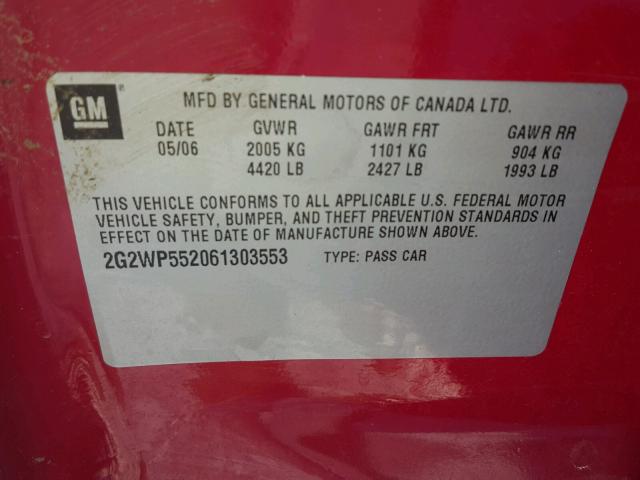 GM MFD BY GENERAL MOTORS OF CANADA LTD.
DATE GVWR GAWR FRT GAWR RR
05/06 2005 KG 1101 KG 904 KG
4420 LB 2427 LB 1993 LB
THIS VEHICLE CONFORMS TO ALL APPLICABLE U.S. FEDERAL MOTOR
VEHICLE SAFETY, BUMPER, AND THEFT PREVENTION STANDARDS IN
EFFECT ON THE DATE OF MANUFACTURE SHOWN ABOVE.
2G2WP552061303553 TYPE: PASS CAR